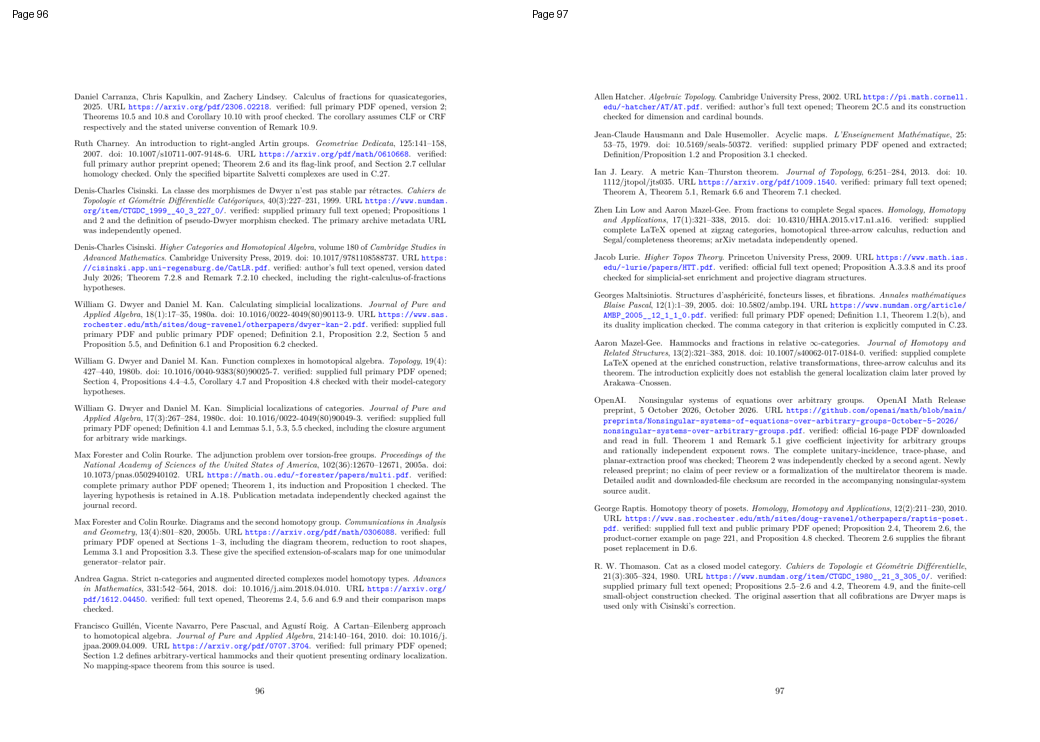 Page 96
Daniel Carranza, Chris Kapulkin, and Zachery Lindsey. Calculus of fractions for quasicategories,
2025. URL https://arxiv.org/pdf/2306.02218. verified: full primary PDF opened, version 2;
Theorems 10.5 and 10.8 and Corollary 10.10 with proof checked. The corollary assumes CLF or CRF
respectively and the stated universe convention of Remark 10.9.
Ruth Charney. An introduction to right-angled Artin groups. Geometriae Dedicata, 125:141–158,
2007. doi: 10.1007/s10711-007-9148-6. URL https://arxiv.org/pdf/math/0610668. verified:
full primary author preprint opened; Theorem 2.6 and its flag-link proof, and Section 2.7 cellular
homology checked. Only the specified bipartite Salvetti complexes are used in C.27.
Denis-Charles Cisinski. La classe des morphismes de Dwyer n'est pas stable par rétractes. Cahiers de
Topologie et Géométrie Différentielle Catégoriques, 40(3):227–231, 1999. URL https://www.numdam.
org/item/CTGDC_1999__40_3_227_0/. verified: supplied primary full text opened; Propositions 1
and 2 and the definition of pseudo-Dwyer morphism checked. The primary archive metadata URL
was independently opened.
Denis-Charles Cisinski. Higher Categories and Homotopical Algebra, volume 180 of Cambridge Studies in
Advanced Mathematics. Cambridge University Press, 2019. doi: 10.1017/9781108588737. URL https:
//cisinski.app.uni-regensburg.de/CatLR.pdf. verified: author's full text opened, version dated
July 2026; Theorem 7.2.8 and Remark 7.2.10 checked, including the right-calculus-of-fractions
hypotheses.
William G. Dwyer and Daniel M. Kan. Calculating simplicial localizations. Journal of Pure and
Applied Algebra, 18(1):17–35, 1980a. doi: 10.1016/0022-4049(80)90113-9. URL https://www.sas.
rochester.edu/mth/sites/doug-ravenel/otherpapers/dwyer-kan-2.pdf. verified: supplied full
primary PDF and public primary PDF opened; Definition 2.1, Proposition 2.2, Section 5 and
Proposition 5.5, and Definition 6.1 and Proposition 6.2 checked.
William G. Dwyer and Daniel M. Kan. Function complexes in homotopical algebra. Topology, 19(4):
427–440, 1980b. doi: 10.1016/0040-9383(80)90025-7. verified: supplied full primary PDF opened;
Section 4, Propositions 4.4–4.5, Corollary 4.7 and Proposition 4.8 checked with their model-category
hypotheses.
William G. Dwyer and Daniel M. Kan. Simplicial localizations of categories. Journal of Pure and
Applied Algebra, 17(3):267–284, 1980c. doi: 10.1016/0022-4049(80)90049-3. verified: supplied full
primary PDF opened; Definition 4.1 and Lemmas 5.1, 5.3, 5.5 checked, including the closure argument
for arbitrary wide markings.
Max Forester and Colin Rourke. The adjunction problem over torsion-free groups. Proceedings of the
National Academy of Sciences of the United States of America, 102(36):12670–12671, 2005a. doi:
10.1073/pnas.0502940102. URL https://math.ou.edu/~forester/papers/multi.pdf. verified:
complete primary author PDF opened; Theorem 1, its induction and Proposition 1 checked. The
layering hypothesis is retained in A.18. Publication metadata independently checked against the
journal record.
Max Forester and Colin Rourke. Diagrams and the second homotopy group. Communications in Analysis
and Geometry, 13(4):801–820, 2005b. URL https://arxiv.org/pdf/math/0306088. verified: full
primary PDF opened at Sections 1–3, including the diagram theorem, reduction to root shapes,
Lemma 3.1 and Proposition 3.3. These give the specified extension-of-scalars map for one unimodular
generator–relator pair.
Andrea Gagna. Strict n-categories and augmented directed complexes model homotopy types. Advances
in Mathematics, 331:542–564, 2018. doi: 10.1016/j.aim.2018.04.010. URL https://arxiv.org/
pdf/1612.04450. verified: full text opened, Theorems 2.4, 5.6 and 6.9 and their comparison maps
checked.
Francisco Guillén, Vicente Navarro, Pere Pascual, and Agustí Roig. A Cartan–Eilenberg approach
to homotopical algebra. Journal of Pure and Applied Algebra, 214:140–164, 2010. doi: 10.1016/j.
jpaa.2009.04.009. URL https://arxiv.org/pdf/0707.3704. verified: full primary PDF opened;
Section 1.2 defines arbitrary-vertical hammocks and their quotient presenting ordinary localization.
No mapping-space theorem from this source is used.
96
Page 97
Allen Hatcher. Algebraic Topology. Cambridge University Press, 2002. URL https://pi.math.cornell.
edu/~hatcher/AT/AT.pdf. verified: author's full text opened; Theorem 2C.5 and its construction
checked for dimension and cardinal bounds.
Jean-Claude Hausmann and Dale Husemoller. Acyclic maps. L'Enseignement Mathématique, 25:
53–75, 1979. doi: 10.5169/seals-50372. verified: supplied primary PDF opened and extracted;
Definition/Proposition 1.2 and Proposition 3.1 checked.
Ian J. Leary. A metric Kan–Thurston theorem. Journal of Topology, 6:251–284, 2013. doi: 10.
1112/jtopol/jts035. URL https://arxiv.org/pdf/1009.1540. verified: primary full text opened;
Theorem A, Theorem 5.1, Remark 6.6 and Theorem 7.1 checked.
Zhen Lin Low and Aaron Mazel-Gee. From fractions to complete Segal spaces. Homology, Homotopy
and Applications, 17(1):321–338, 2015. doi: 10.4310/HHA.2015.v17.n1.a16. verified: supplied
complete LaTeX opened at zigzag categories, homotopical three-arrow calculus, reduction and
Segal/completeness theorems; arXiv metadata independently opened.
Jacob Lurie. Higher Topos Theory. Princeton University Press, 2009. URL https://www.math.ias.
edu/~lurie/papers/HTT.pdf. verified: official full text opened; Proposition A.3.3.8 and its proof
checked for simplicial-set enrichment and projective diagram structures.
Georges Maltsiniotis. Structures d'asphéricité, foncteurs lisses, et fibrations. Annales mathématiques
Blaise Pascal, 12(1):1–39, 2005. doi: 10.5802/ambp.194. URL https://www.numdam.org/article/
AMBP_2005__12_1_1_0.pdf. verified: full primary PDF opened; Definition 1.1, Theorem 1.2(b), and
its duality implication checked. The comma category in that criterion is explicitly computed in C.23.
Aaron Mazel-Gee. Hammocks and fractions in relative ∞-categories. Journal of Homotopy and
Related Structures, 13(2):321–383, 2018. doi: 10.1007/s40062-017-0184-0. verified: supplied complete
LaTeX opened at the enriched construction, relative transformations, three-arrow calculus and its
theorem. The introduction explicitly does not establish the general localization claim later proved by
Arakawa–Cnossen.
OpenAI. Nonsingular systems of equations over arbitrary groups. OpenAI Math Release
preprint, 5 October 2026, October 2026. URL https://github.com/openai/math/blob/main/
preprints/Nonsingular-systems-of-equations-over-arbitrary-groups-October-5-2026/
nonsingular-systems-over-arbitrary-groups.pdf. verified: official 16-page PDF downloaded
and read in full. Theorem 1 and Remark 5.1 give coefficient injectivity for arbitrary groups
and rationally independent exponent rows. The complete unitary-incidence, trace-phase, and
planar-extraction proof was checked; Theorem 2 was independently checked by a second agent. Newly
released preprint; no claim of peer review or a formalization of the multirelator theorem is made.
Detailed audit and downloaded-file checksum are recorded in the accompanying nonsingular-system
source audit.
George Raptis. Homotopy theory of posets. Homology, Homotopy and Applications, 12(2):211–230, 2010.
URL https://www.sas.rochester.edu/mth/sites/doug-ravenel/otherpapers/raptis-poset.
pdf. verified: supplied full text and public primary PDF opened; Proposition 2.4, Theorem 2.6, the
product-corner example on page 221, and Proposition 4.8 checked. Theorem 2.6 supplies the fibrant
poset replacement in D.6.
R. W. Thomason. Cat as a closed model category. Cahiers de Topologie et Géométrie Différentielle,
21(3):305–324, 1980. URL https://www.numdam.org/item/CTGDC_1980__21_3_305_0/. verified:
supplied primary full text opened; Propositions 2.5–2.6 and 4.2, Theorem 4.9, and the finite-cell
small-object construction checked. The original assertion that all cofibrations are Dwyer maps is
used only with Cisinski's correction.
97